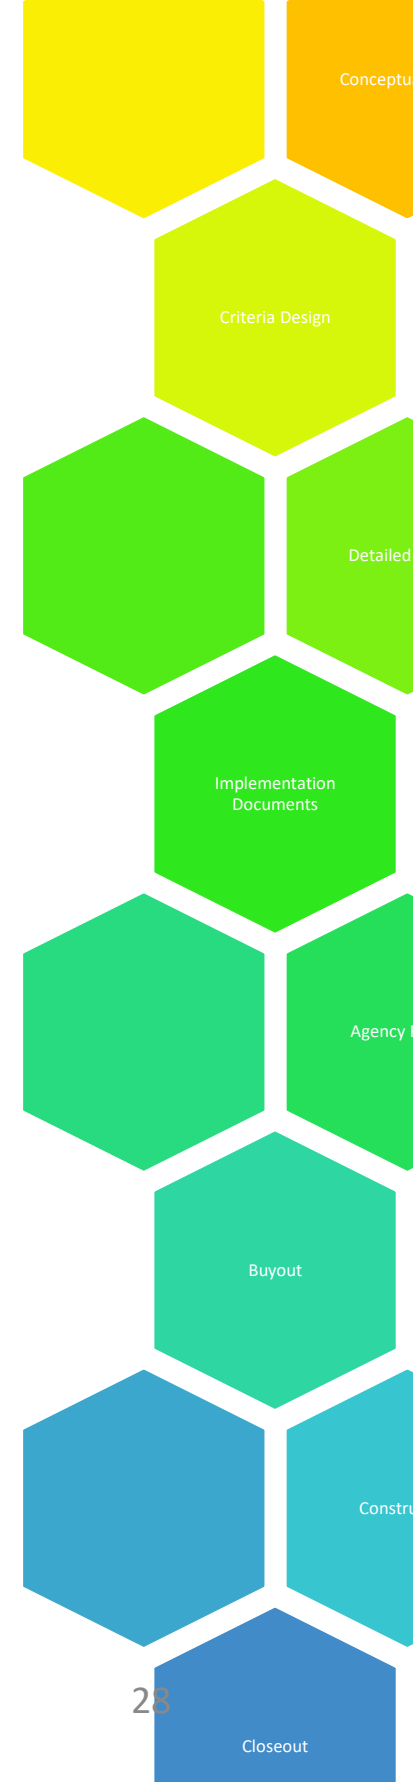 Criteria Design
Detailed
Implementation
Documents
Agency
Buyout
28
Closeout